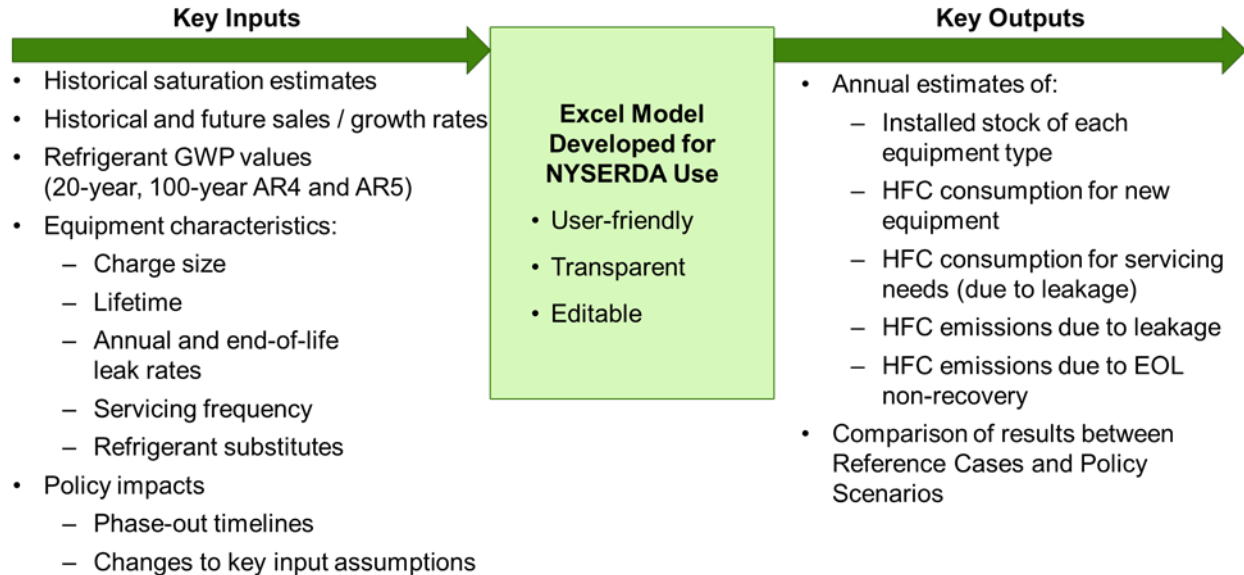 Key Inputs
• Historical saturation estimates
• Historical and future sales / growth rates
• Refrigerant GWP values
(20-year, 100-year AR4 and AR5)
• Equipment characteristics:
– Charge size
– Lifetime
– Annual and end-of-life
leak rates
– Servicing frequency
– Refrigerant substitutes
• Policy impacts
– Phase-out timelines
– Changes to key input assumptions
Excel Model
Developed for
NYSERDA Use
• User-friendly
• Transparent
• Editable
Key Outputs
• Annual estimates of:
– Installed stock of each
equipment type
– HFC consumption for new
equipment
– HFC consumption for servicing
needs (due to leakage)
– HFC emissions due to leakage
– HFC emissions due to EOL
non-recovery
• Comparison of results between
Reference Cases and Policy
Scenarios